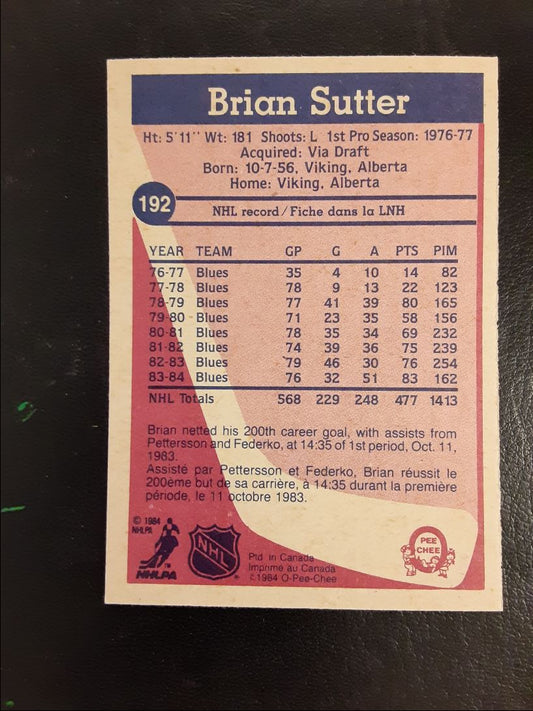 Brian Sutter
Ht: 5'11" Wt: 181 Shoots: L 1st Pro Season: 1976-77
Acquired: Via Draft
Born: 10-7-56, Viking, Alberta
Home: Viking, Alberta
192
NHL record/Fiche dans la LNH
YEAR TEAM GP G A PTS PIM
76-77 Blues 35 4 10 14 82
77-78 Blues 78 9 13 22 123
78-79 Blues 77 41 39 80 165
79-80 Blues 71 23 35 58 156
80-81 Blues 78 35 34 69 232
81-82 Blues 74 39 36 75 239
82-83 Blues 79 46 30 76 254
83-84 Blues 76 32 51 83 162
NHL Totals 568 229 248 477 1413
Brian netted his 200th career goal, with assists from
Pettersson and Federko, at 14:35 of 1st period, Oct. 11,
1983.
Assisté par Pettersson et Federko, Brian réussit le
200ème but de sa carrière, à 14:35 durant la première
période, le 11 octobre 1983.
© 1984
NHLPA
NHLPA
TM
NHL
Ptd in Canada
Imprimé au Canada
©1984 O-Pee-Chee
PEE
CHEE